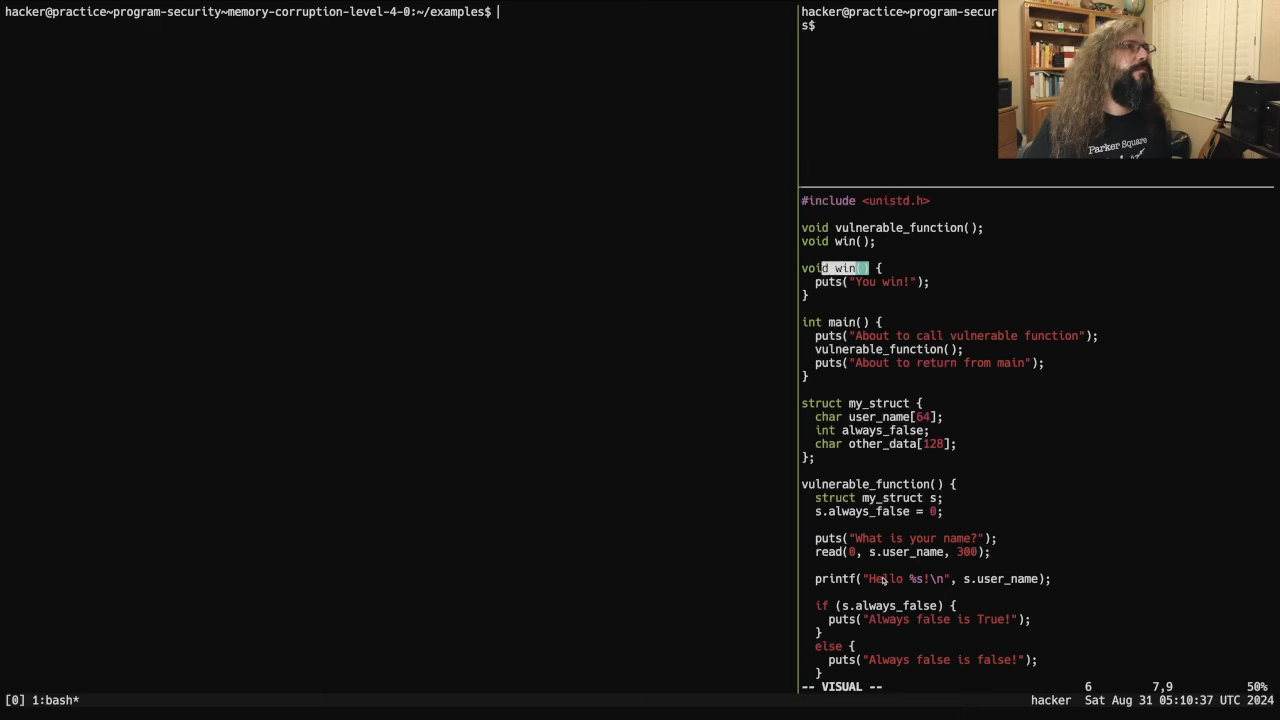 hacker@practice~program-security~memory-corruption-level-4-0:~/examples$
hacker@practice~program-secur
s$
Parker Square
#include <unistd.h>
void vulnerable_function();
void win();
void win() {
  puts("You win!");
}
int main() {
  puts("About to call vulnerable function");
  vulnerable_function();
  puts("About to return from main");
}
struct my_struct {
  char user_name[64];
  int always_false;
  char other_data[128];
};
vulnerable_function() {
  struct my_struct s;
  s.always_false = 0;
  puts("What is your name?");
  read(0, s.user_name, 300);
  printf("Hello %s!\n", s.user_name);
  if (s.always_false) {
    puts("Always false is True!");
  }
  else {
    puts("Always false is false!");
  }
-- VISUAL -- 6 7,9 50%
[0] 1:bash* hacker Sat Aug 31 05:10:37 UTC 2024